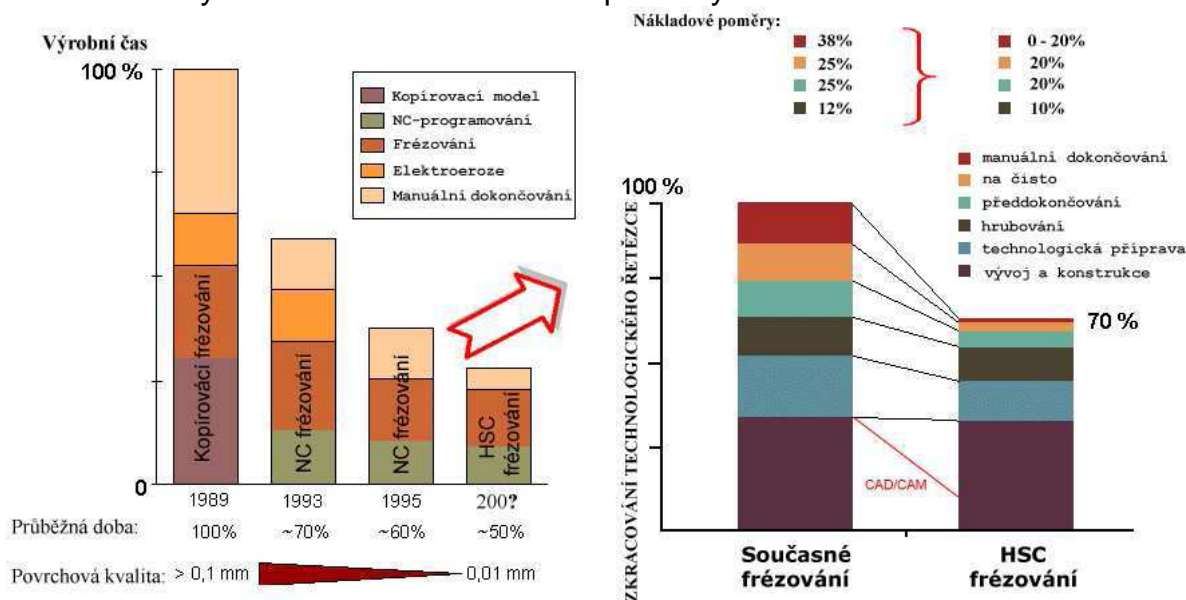 Výrobní čas
100 %
0
Kopírovací model
NC-programování
Frézování
Elektroeroze
Manuální dokončování
Kopírovací frézování
NC frézování
NC frézování
HSC frézování
1989 1993 1995 200?
Průběžná doba: 100% ~70% ~60% ~50%
Povrchová kvalita: > 0,1 mm 0,01 mm
Nákladové poměry:
38% 0 - 20%
25% 20%
25% 20%
12% 10%
manuální dokončování
na čisto
předdokončování
hrubování
technologická příprava
vývoj a konstrukce
ZKRACOVÁNÍ TECHNOLOGICKÉHO ŘETĚZCE
100 %
70 %
CAD/CAM
Současné frézování
HSC frézování